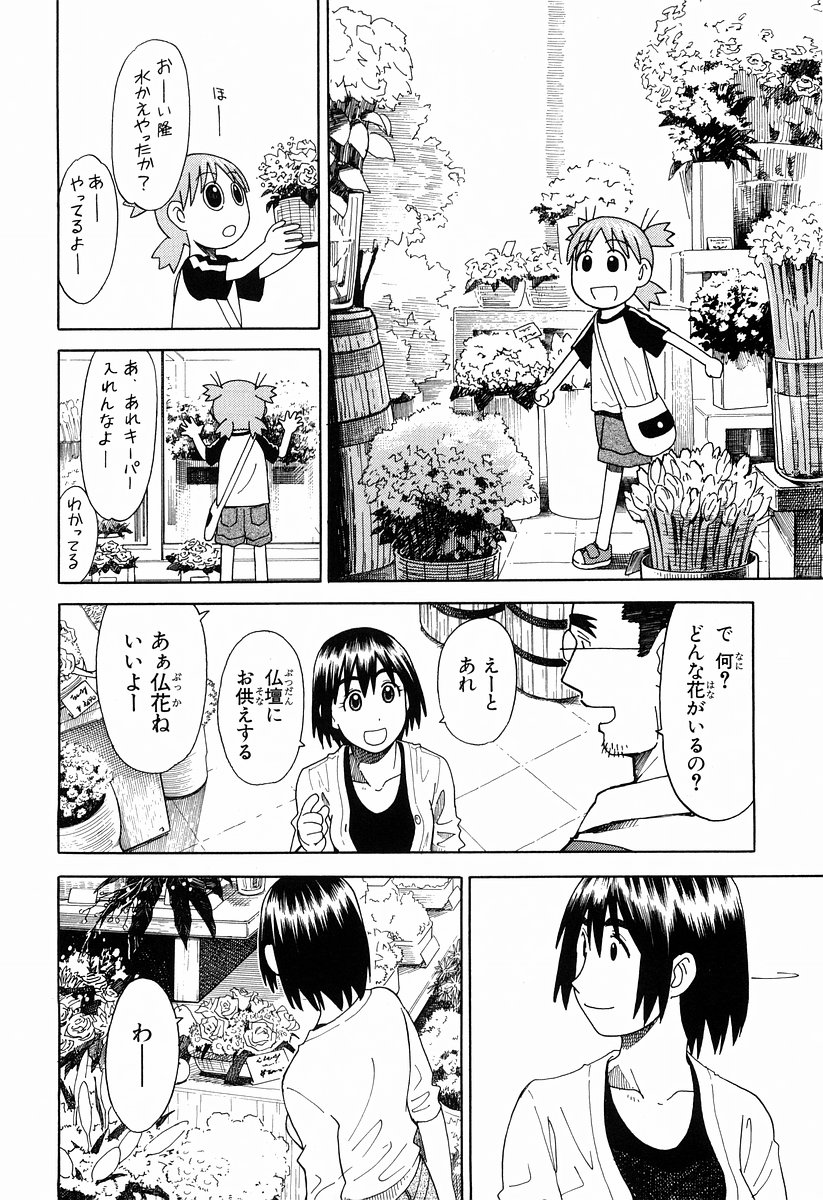 ほー
おーい隆
水かえやったか？
あー
やってるよー
あ、あれキーパー
入れんなよー
わかってる
で 何？
どんな花がいるの？
えーと
あれ
仏壇に
お供えする
あぁ仏花ね
いいよー
わー